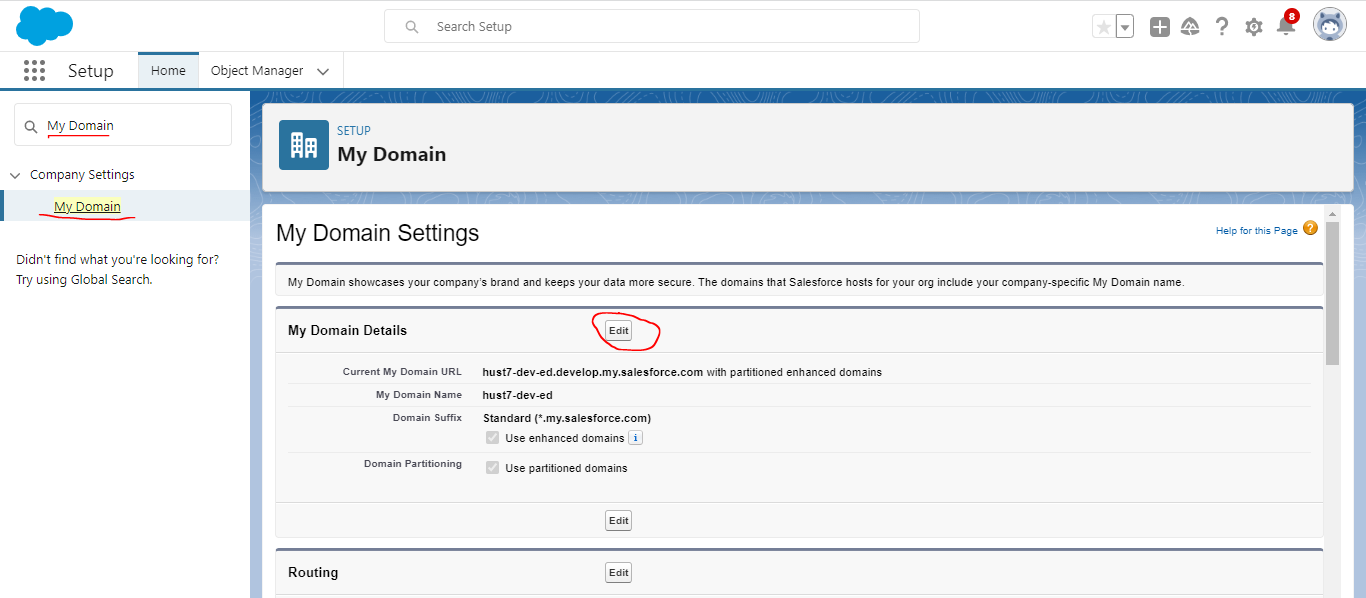 Search Setup
8
Setup
Home
Object Manager
My Domain
Company Settings
My Domain
Didn't find what you're looking for?
Try using Global Search.
SETUP
My Domain
My Domain Settings
Help for this Page ?
My Domain showcases your company's brand and keeps your data more secure. The domains that Salesforce hosts for your org include your company-specific My Domain name.
My Domain Details Edit
Current My Domain URL hust7-dev-ed.develop.my.salesforce.com with partitioned enhanced domains
My Domain Name hust7-dev-ed
Domain Suffix Standard (*.my.salesforce.com)
Use enhanced domains i
Domain Partitioning Use partitioned domains
Edit
Routing Edit